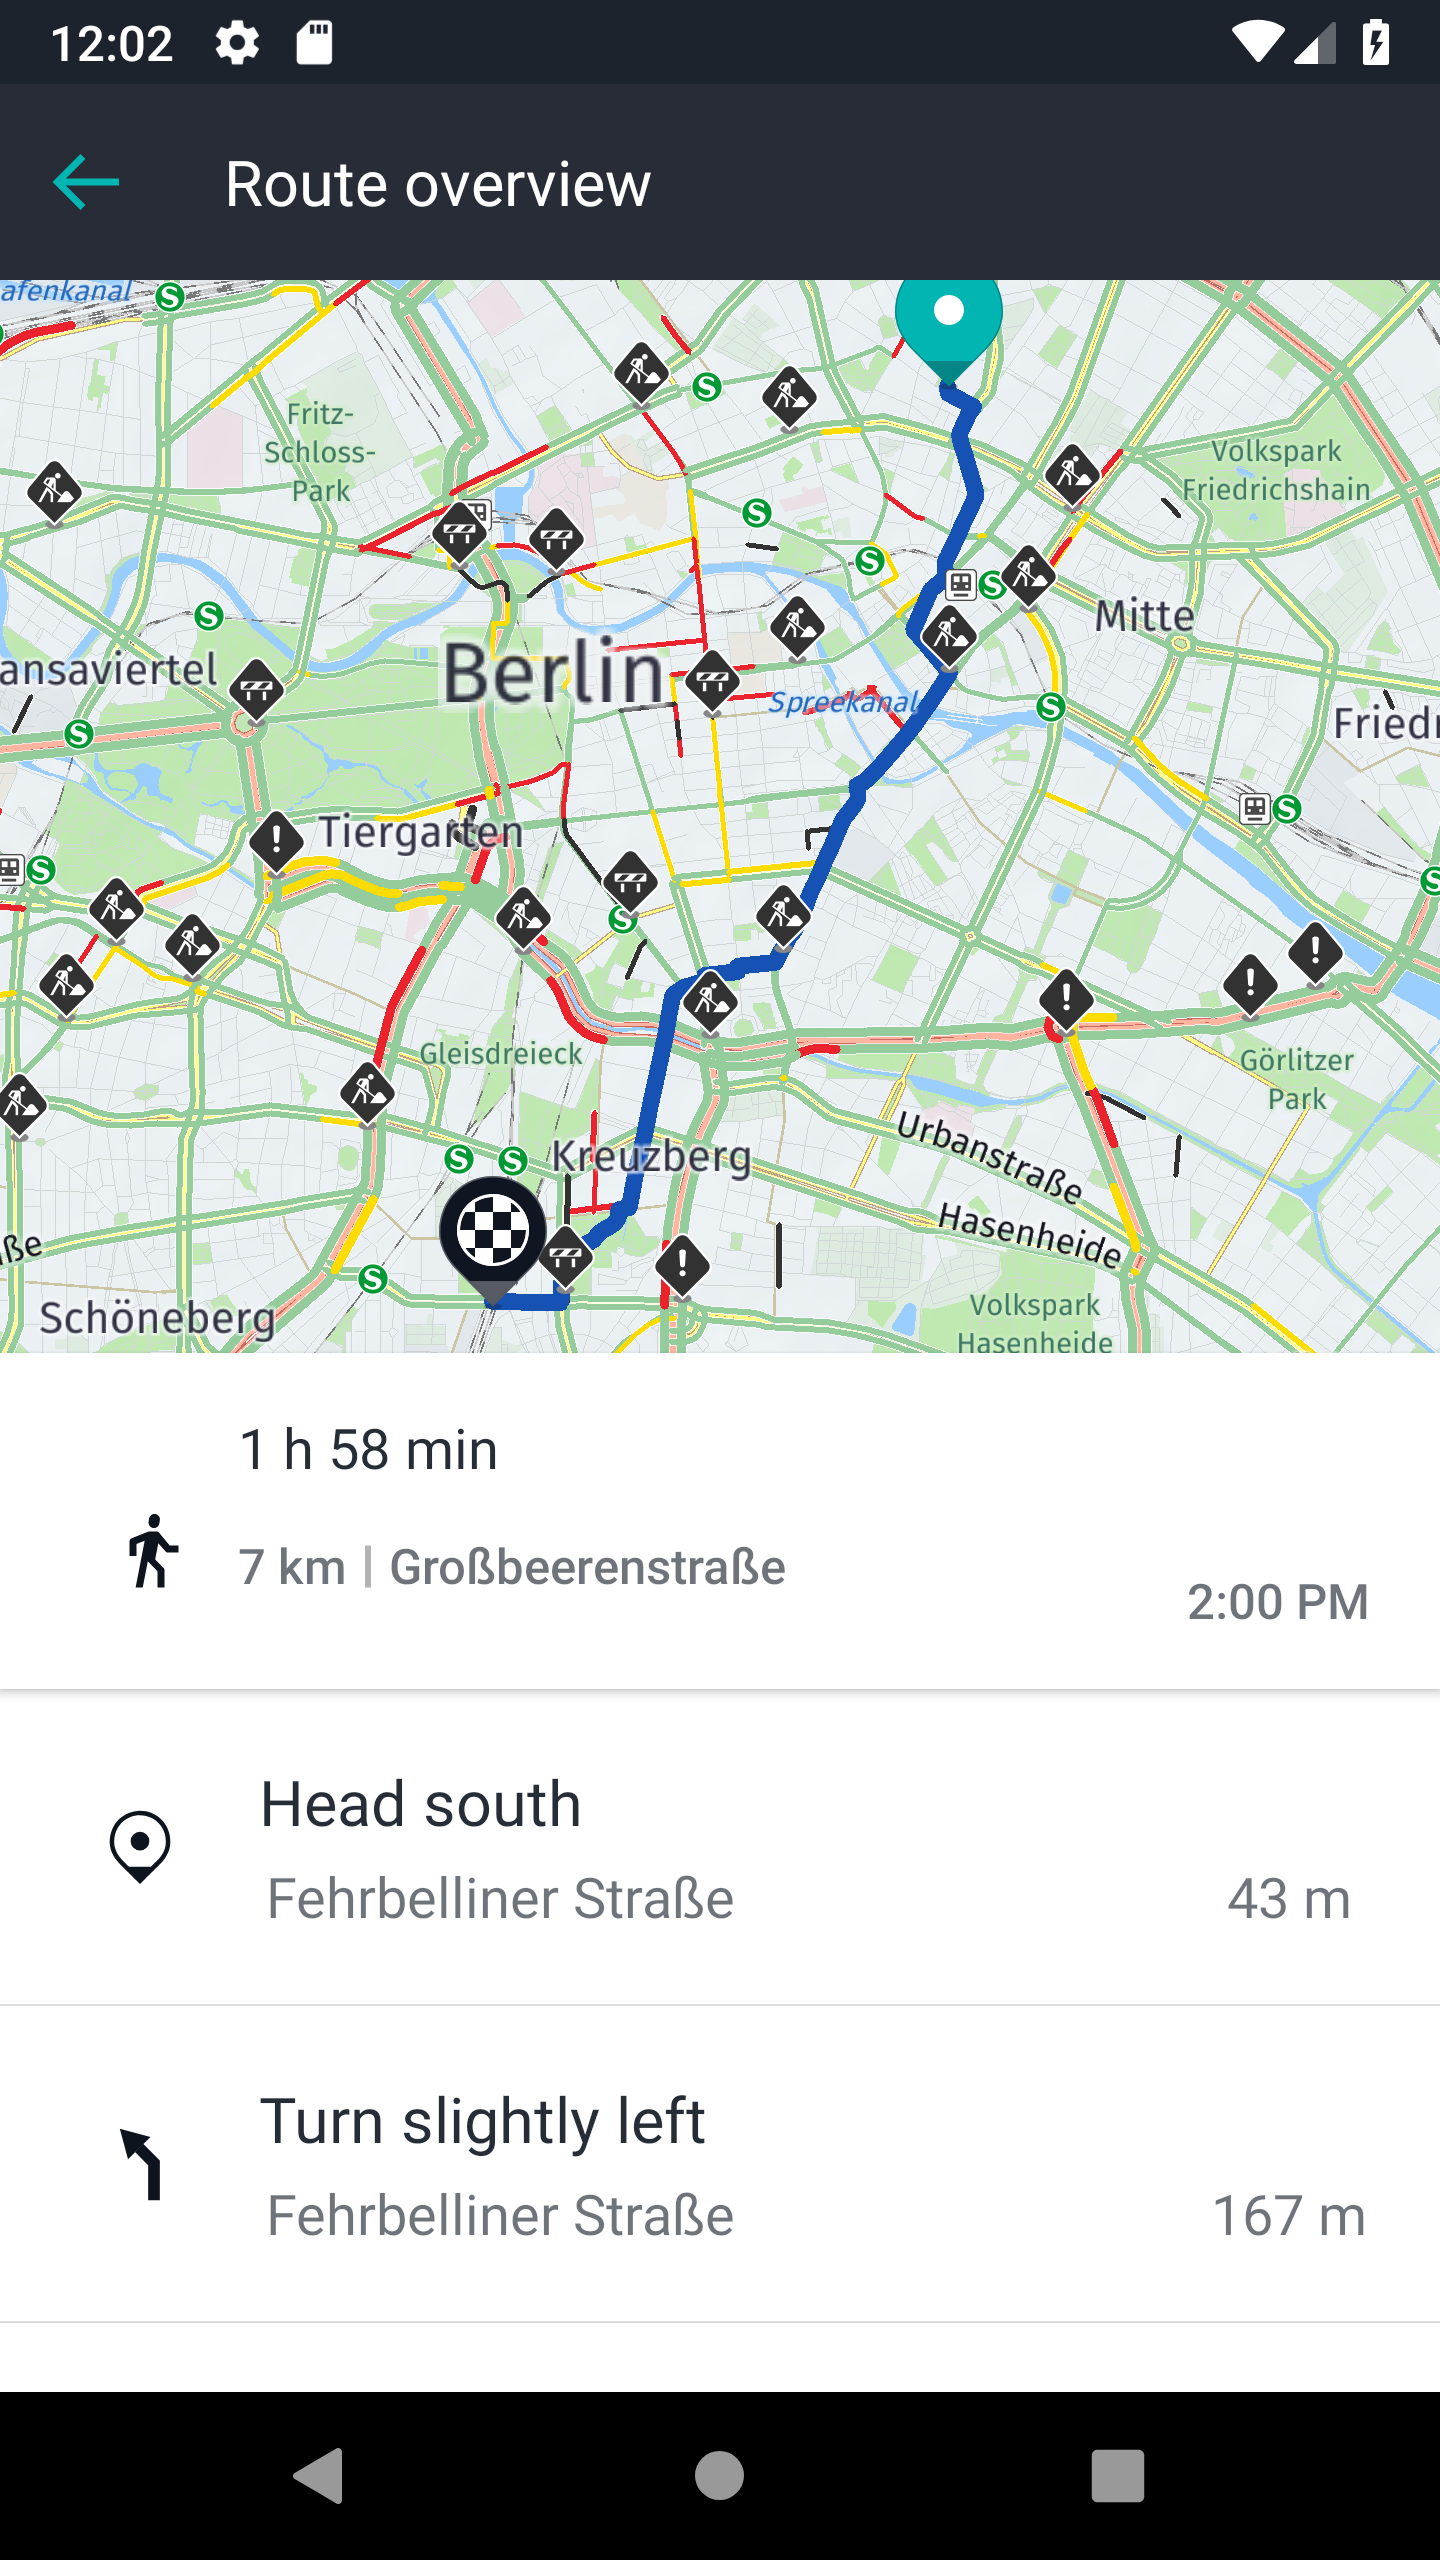 12:02
Route overview
afenkanal
Fritz-
Schloss-
Park
Volkspark
Friedrichshain
Mitte
ansaviertel
Berlin
Spreekanal
Friedr
Tiergarten
Gleisdreieck
Görlitzer
Park
Urbanstraße
Kreuzberg
Hasenheide
ße
Schöneberg
Volkspark
Hasenheide
1 h 58 min
7 km | Großbeerenstraße
2:00 PM
Head south
Fehrbelliner Straße 43 m
Turn slightly left
Fehrbelliner Straße 167 m